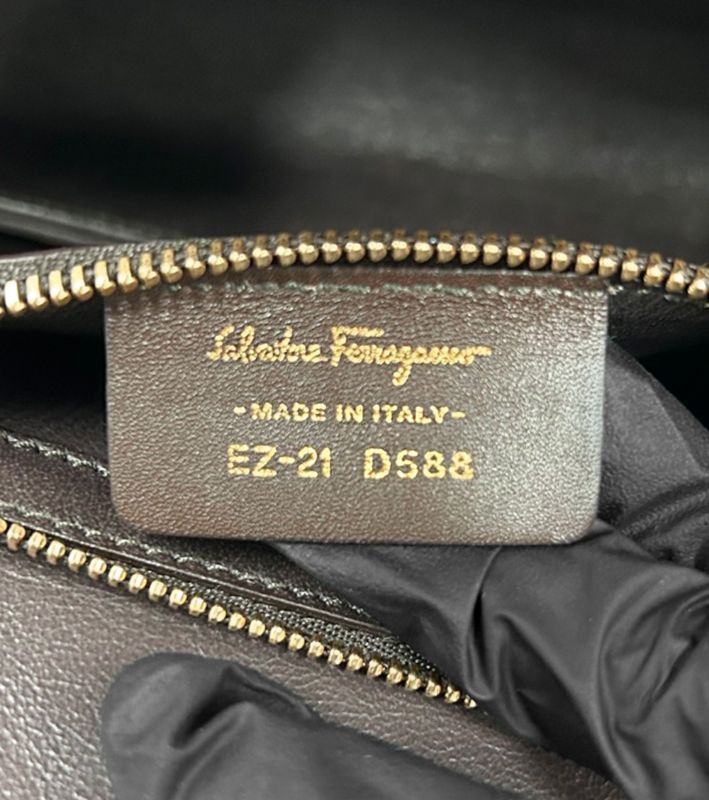 Salvatore Ferragamo
-MADE IN ITALY-
EZ-21 D588